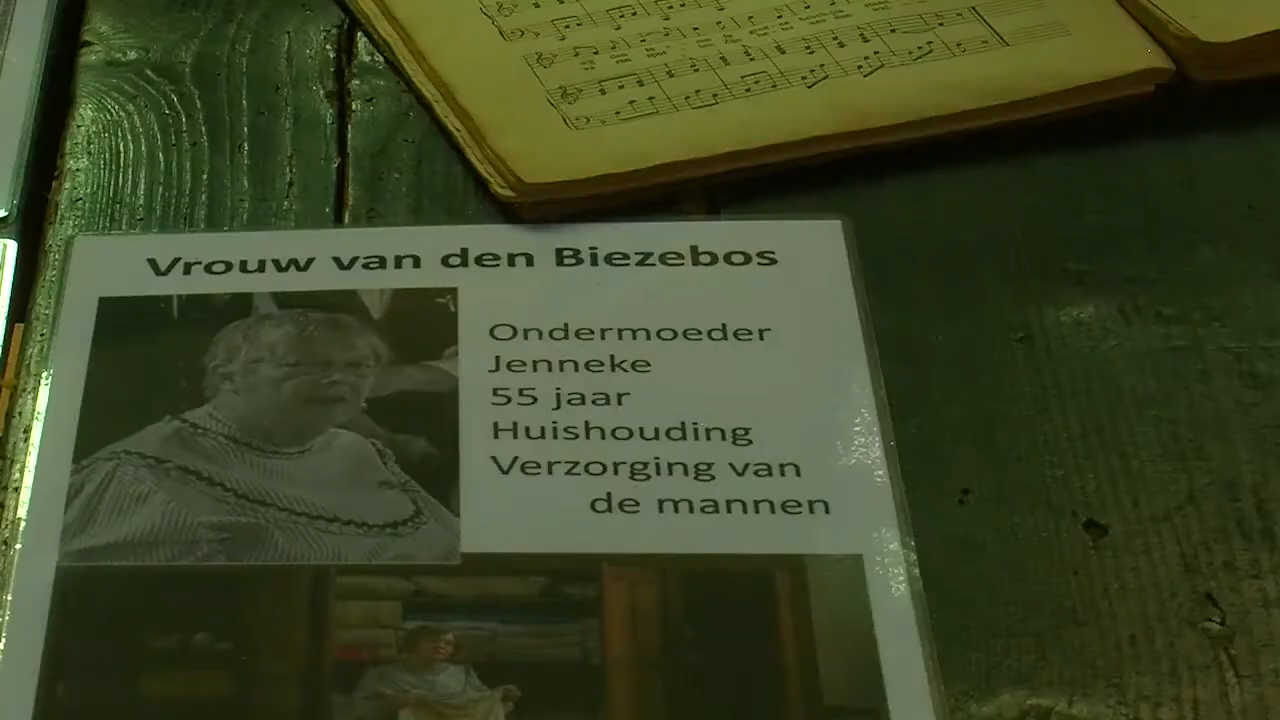 Vrouw van den Biezebos
Ondermoeder
Jenneke
55 jaar
Huishouding
Verzorging van
de mannen